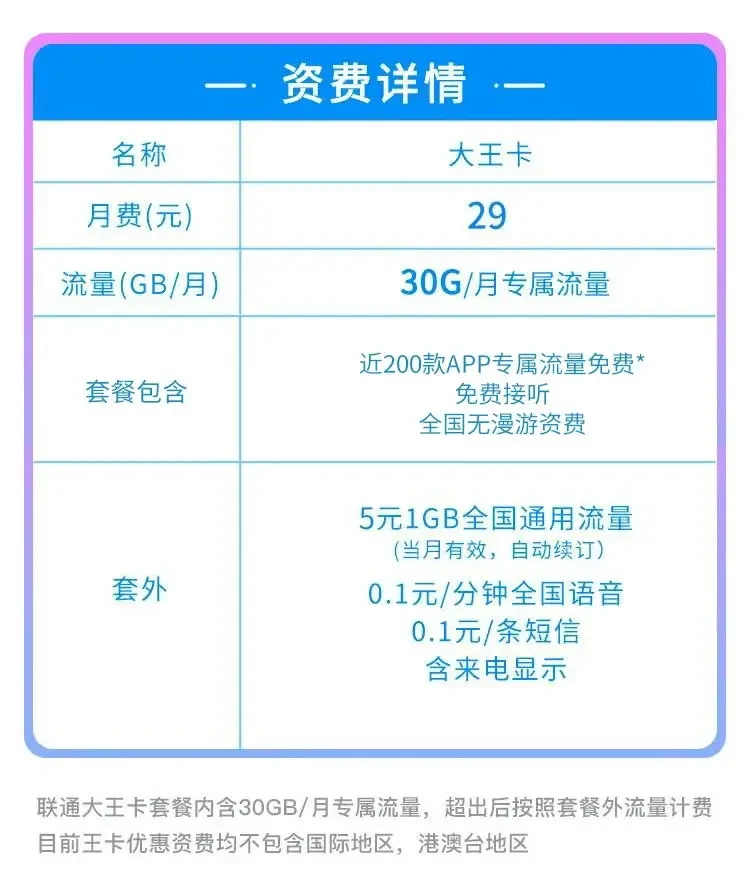 资费详情
名称 大王卡
月费(元) 29
流量(GB/月) 30G/月专属流量
套餐包含
近200款APP专属流量免费*
免费接听
全国无漫游资费
套外
5元1GB全国通用流量
(当月有效，自动续订)
0.1元/分钟全国语音
0.1元/条短信
含来电显示
联通大王卡套餐内含30GB/月专属流量，超出后按照套餐外流量计费
目前王卡优惠资费均不包含国际地区，港澳台地区